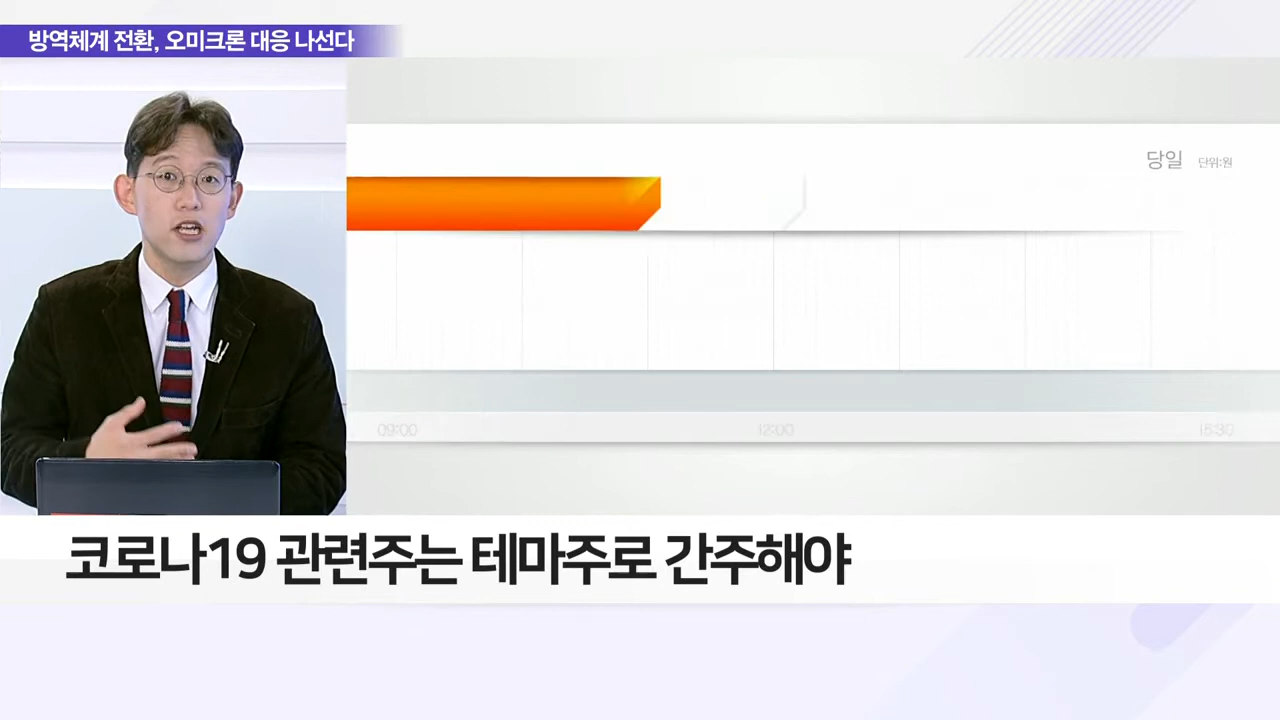 방역체계 전환, 오미크론 대응 나선다
당일 단위:원
09:00 12:00 15:30
코로나19 관련주는 테마주로 간주해야